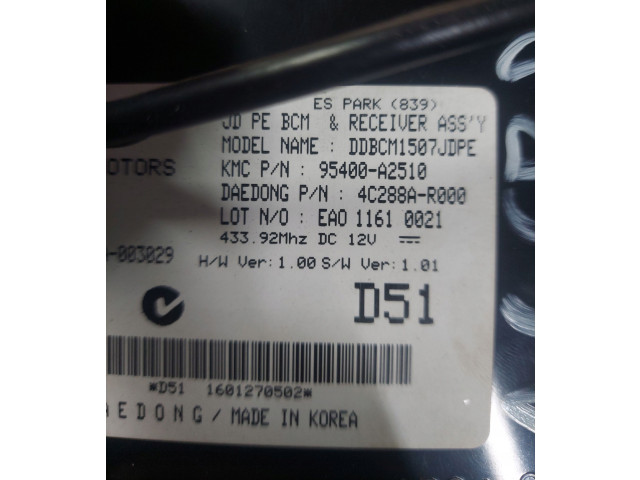 ES PARK (839)
JD PE BCM & RECEIVER ASS'Y
MODEL NAME : DDBCM1507JDPE
OTORS
KMC P/N : 95400-A2510
DAEDONG P/N : 4C288A-R000
LOT N/O : EAO 1161 0021
433.92Mhz DC 12V
-003029
H/W Ver: 1.00 S/W Ver: 1.01
D51
*D51 1601270502*
AEDONG / MADE IN KOREA